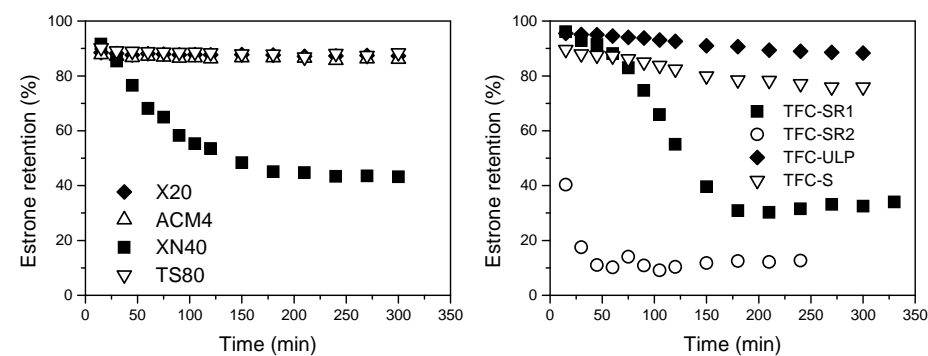 100
80
60
40
20
0
Estrone retention (%)
X20
ACM4
XN40
TS80
0 50 100 150 200 250 300 350
Time (min)
100
80
60
40
20
0
Estrone retention (%)
TFC-SR1
TFC-SR2
TFC-ULP
TFC-S
0 50 100 150 200 250 300 350
Time (min)